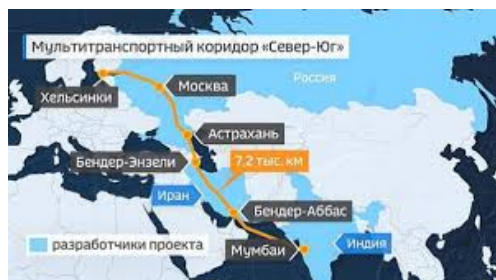 Мультитранспортный коридор «Север-Юг»
Россия
Хельсинки
Москва
Астрахань
Бендер-Энзели
7,2 тыс. км
Иран
Бендер-Аббас
разработчики проекта
Мумбаи
Индия